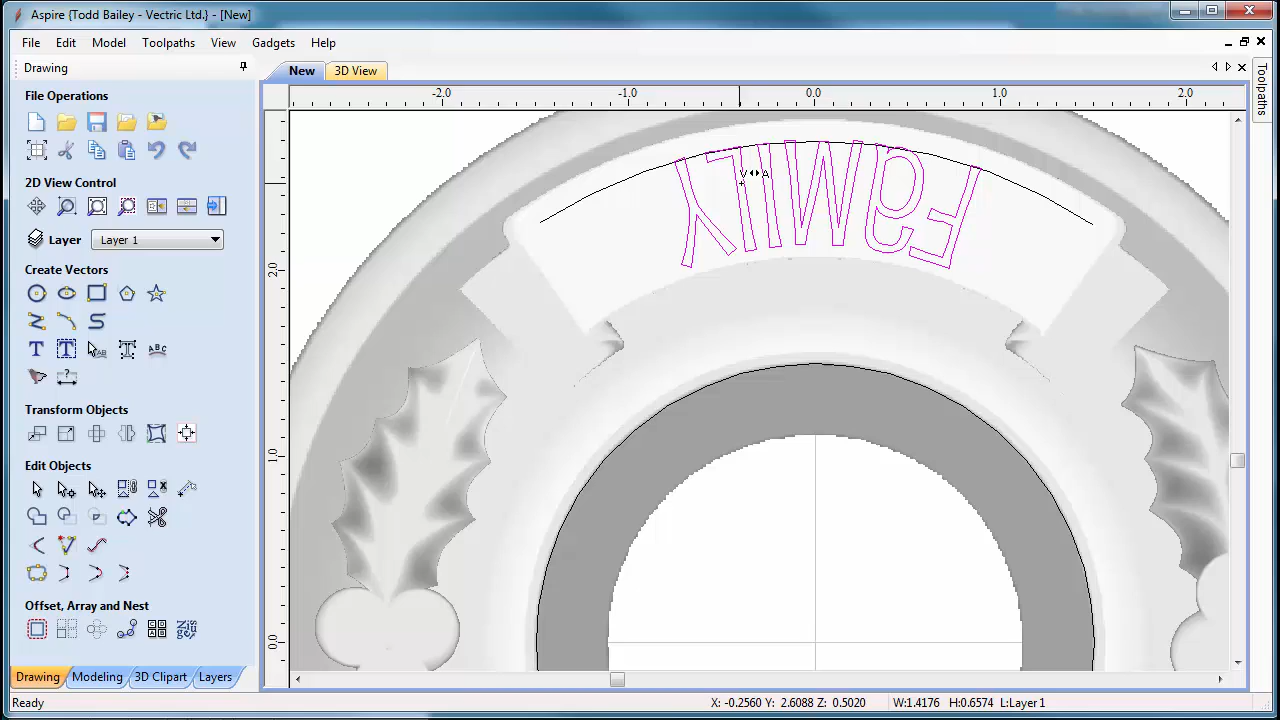 Aspire {Todd Bailey - Vectric Ltd.} - [New]
File Edit Model Toolpaths View Gadgets Help
Drawing
New 3D View
Toolpaths
File Operations
-2.0 -1.0 0.0 1.0 2.0
2D View Control
Layer Layer 1
Family
2.0
Create Vectors
Transform Objects
1.0
Edit Objects
Offset, Array and Nest
0.0
Drawing Modeling 3D Clipart Layers
Ready X: -0.2560 Y: 2.6088 Z: 0.5020 W:1.4176 H:0.6574 L:Layer 1